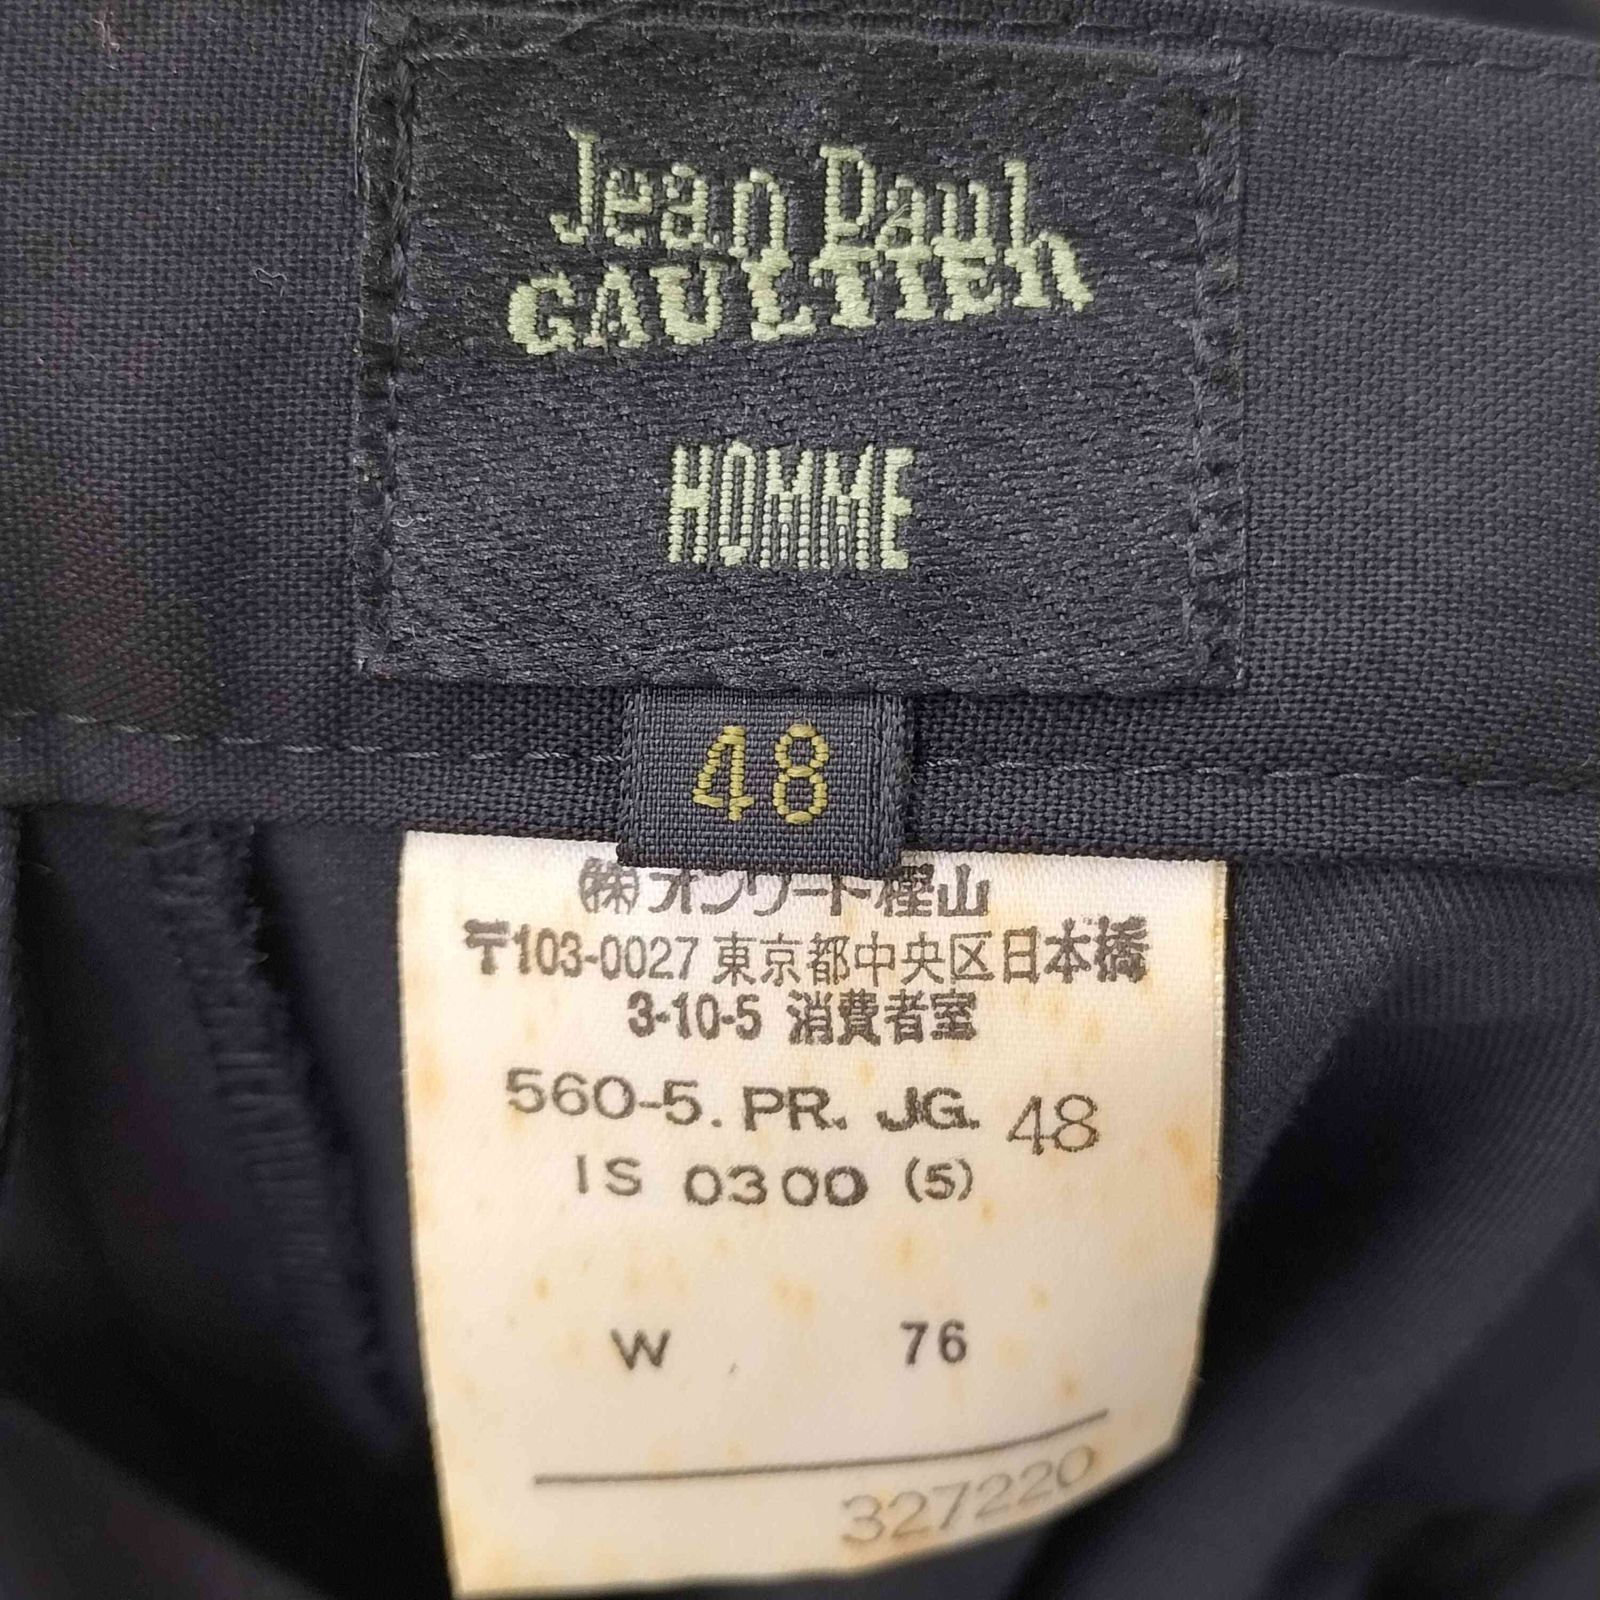 Jean Paul
GAULTIER
HOMME
48
㈱オンワード樫山
〒103-0027 東京都中央区日本橋
3-10-5 消費者室
560-5. PR. JG. 48
IS 0300 (5)
W 76
327220